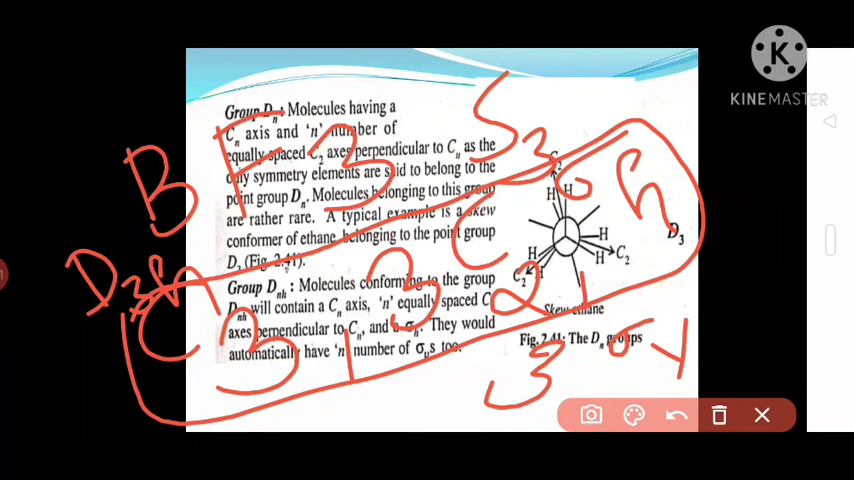 KINEMASTER
K
Group Dn : Molecules having a
Cn axis and 'n' number of
equally spaced C2 axes perpendicular to Cn as the
only symmetry elements are said to belong to the
point group Dn. Molecules belonging to this group
are rather rare. A typical example is a skew
conformer of ethane belonging to the point group
D3 (Fig. 2.41).
Group Dnh : Molecules conforming to the group
Dnh will contain a Cn axis, 'n' equally spaced C
axes perpendicular to Cn, and a σh. They would
automatically have 'n' number of σvs too.
C2
H H
H
H
H
H
C2
C2
D3
Skew ethane
Fig. 2.41: The Dn groups
BF3
S3
D3h
C3 3C2 σh
3σv